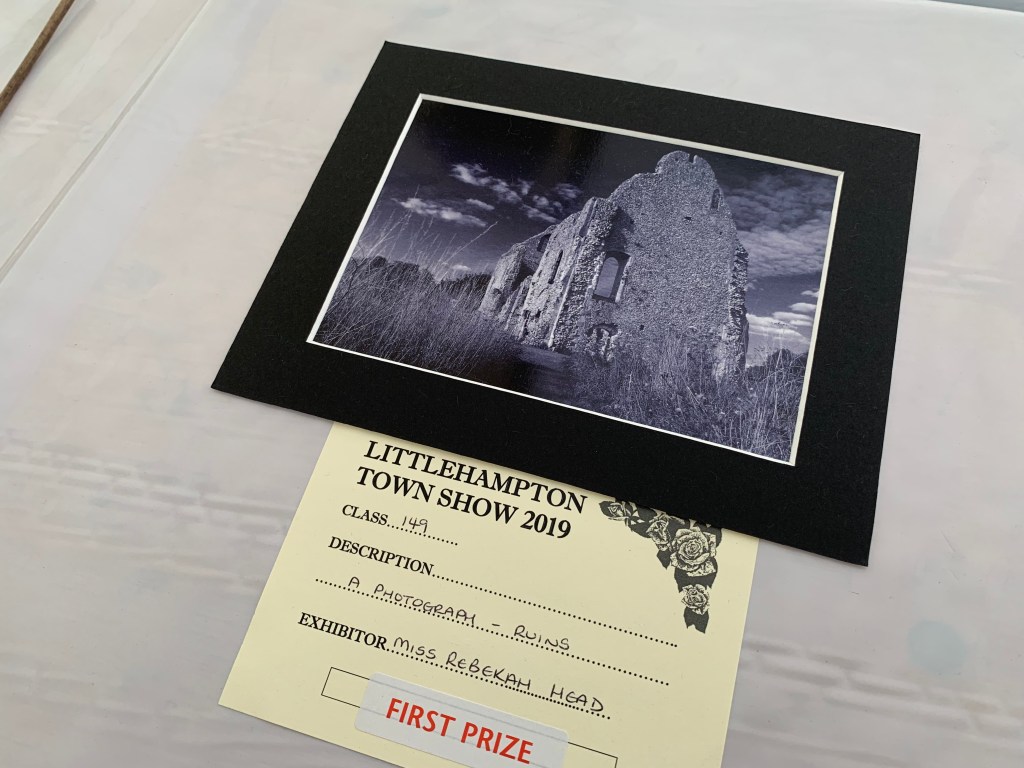 LITTLEHAMPTON
TOWN SHOW 2019
CLASS....149..............
DESCRIPTION..................................................
......A PHOTOGRAPH - RUINS..................
EXHIBITOR.MISS REBEKAH HEAD.
FIRST PRIZE